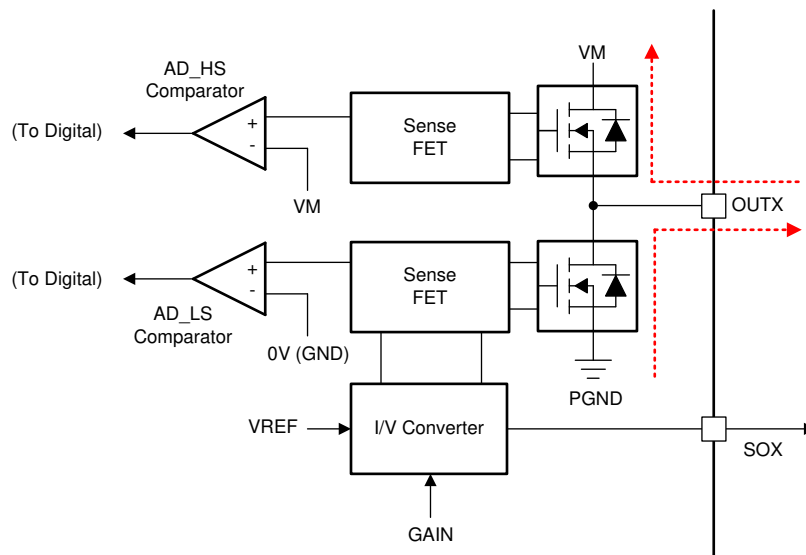 VM
AD_HS
Comparator
(To Digital)
+
-
Sense
FET
VM
OUTX
(To Digital)
+
-
Sense
FET
AD_LS
Comparator
0V (GND)
PGND
VREF
I/V Converter
SOX
GAIN